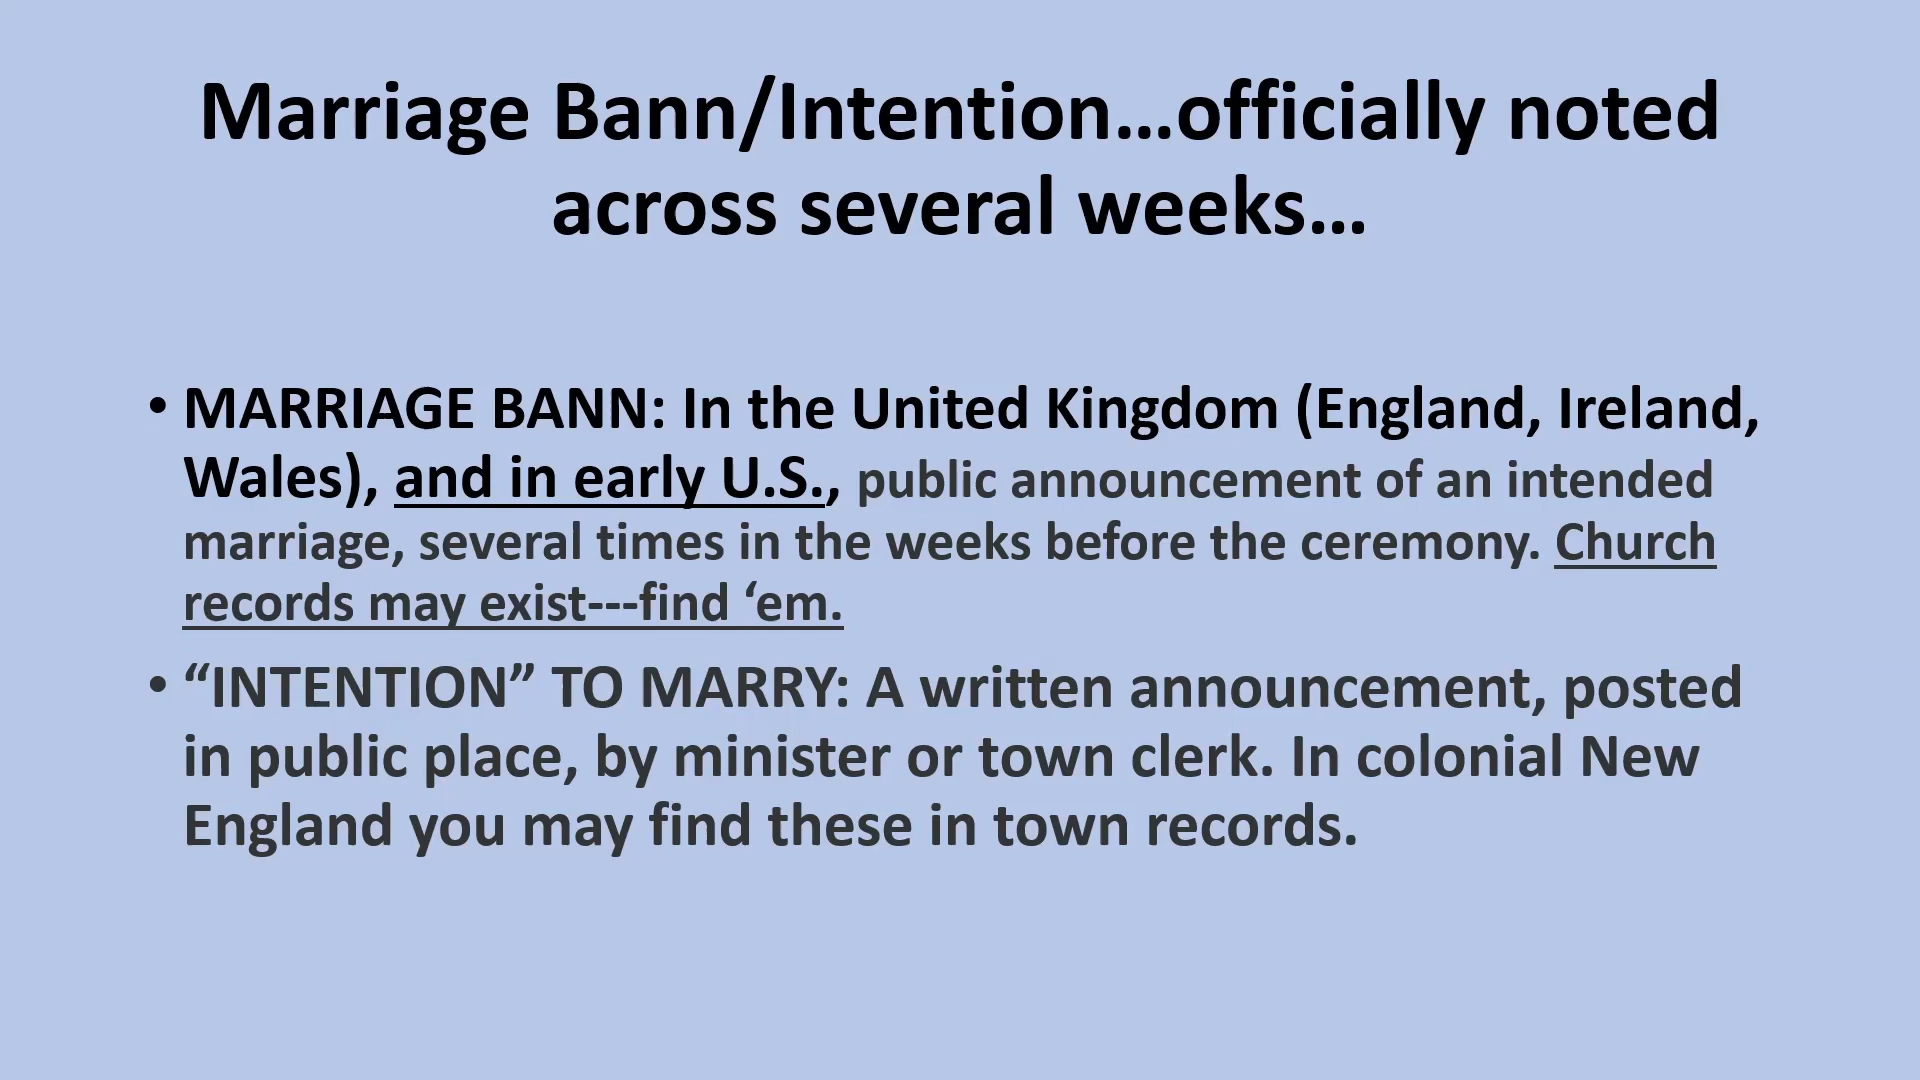 Marriage Bann/Intention…officially noted
across several weeks…
• MARRIAGE BANN: In the United Kingdom (England, Ireland,
Wales), and in early U.S., public announcement of an intended
marriage, several times in the weeks before the ceremony. Church
records may exist---find ‘em.
• “INTENTION” TO MARRY: A written announcement, posted
in public place, by minister or town clerk. In colonial New
England you may find these in town records.